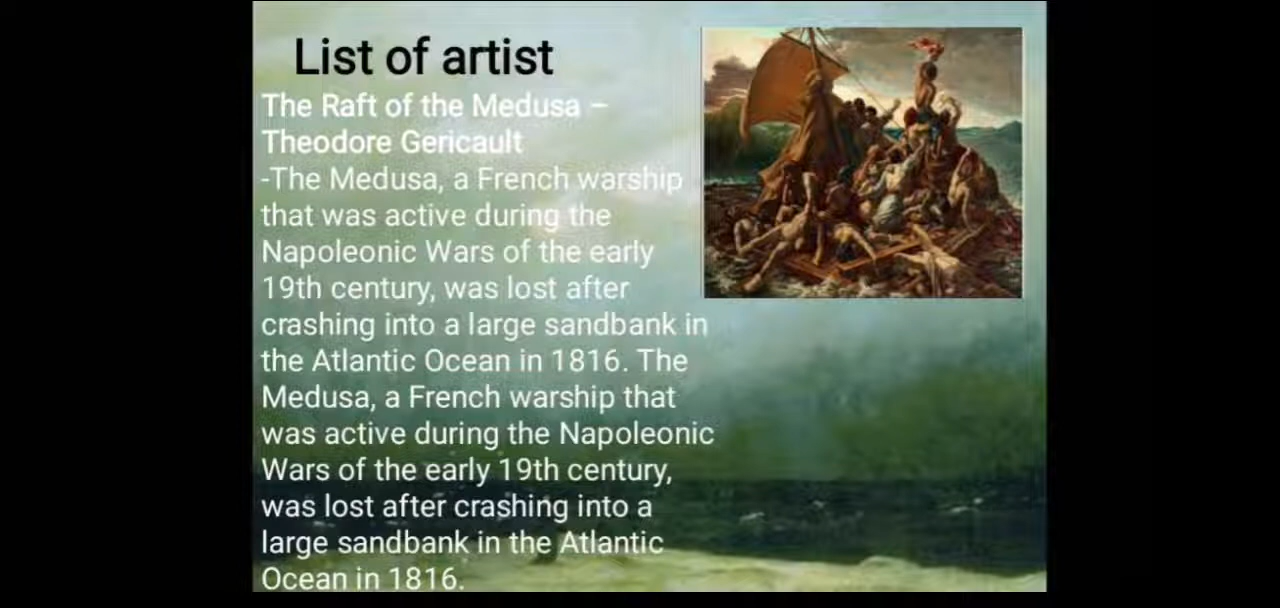 List of artist
The Raft of the Medusa –
Theodore Gericault
-The Medusa, a French warship
that was active during the
Napoleonic Wars of the early
19th century, was lost after
crashing into a large sandbank in
the Atlantic Ocean in 1816. The
Medusa, a French warship that
was active during the Napoleonic
Wars of the early 19th century,
was lost after crashing into a
large sandbank in the Atlantic
Ocean in 1816.